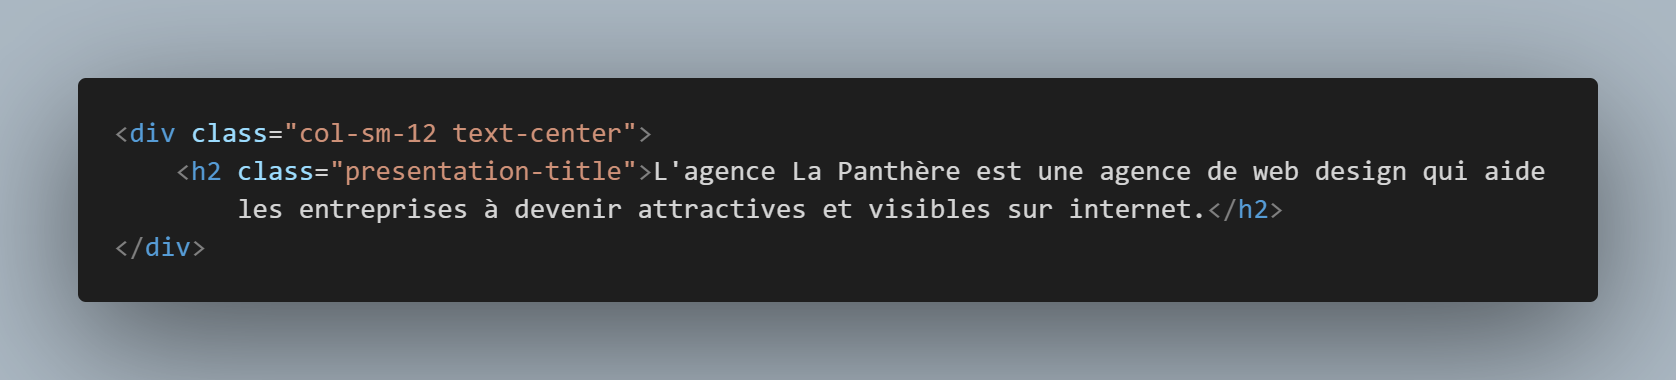 <div class="col-sm-12 text-center">
    <h2 class="presentation-title">L'agence La Panthère est une agence de web design qui aide
        les entreprises à devenir attractives et visibles sur internet.</h2>
</div>